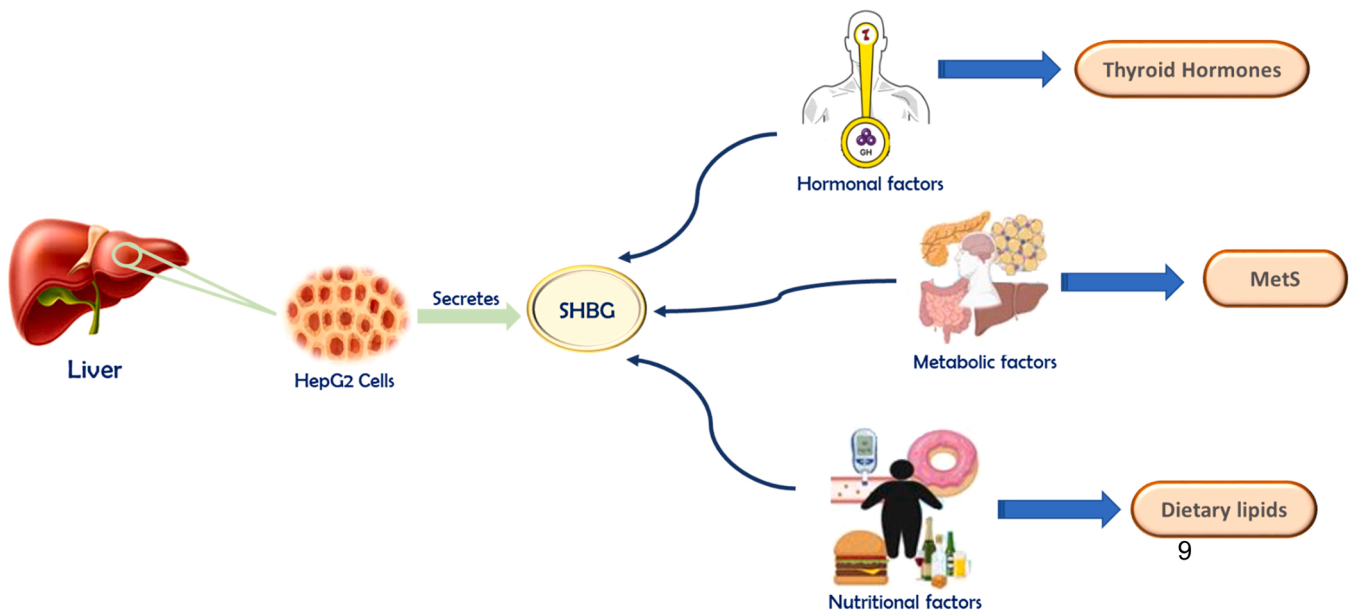 Thyroid Hormones
GH
Hormonal factors
Liver
HepG2 Cells
Secretes
SHBG
MetS
Metabolic factors
Dietary lipids
9
Nutritional factors